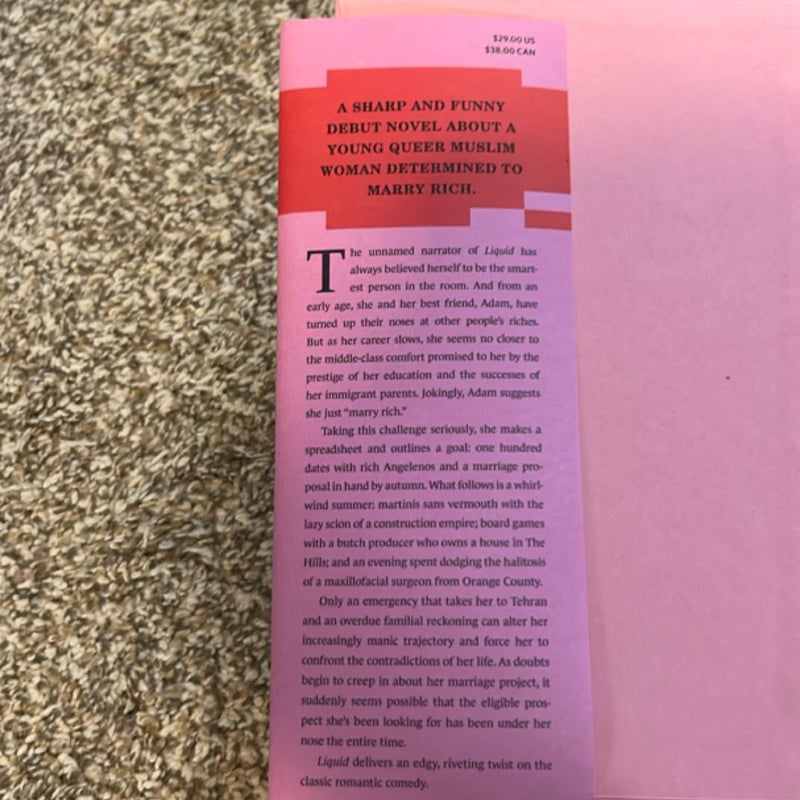 $29.00 US
$38.00 CAN
A SHARP AND FUNNY
DEBUT NOVEL ABOUT A
YOUNG QUEER MUSLIM
WOMAN DETERMINED TO
MARRY RICH.
The unnamed narrator of Liquid has
always believed herself to be the smart-
est person in the room. And from an
early age, she and her best friend, Adam, have
turned up their noses at other people's riches.
But as her career slows, she seems no closer to
the middle-class comfort promised to her by the
prestige of her education and the successes of
her immigrant parents. Jokingly, Adam suggests
she just "marry rich."
Taking this challenge seriously, she makes a
spreadsheet and outlines a goal: one hundred
dates with rich Angelenos and a marriage pro-
posal in hand by autumn. What follows is a whirl-
wind summer: martinis sans vermouth with the
lazy scion of a construction empire; board games
with a butch producer who owns a house in The
Hills; and an evening spent dodging the halitosis
of a maxillofacial surgeon from Orange County.
Only an emergency that takes her to Tehran
and an overdue familial reckoning can alter her
increasingly manic trajectory and force her to
confront the contradictions of her life. As doubts
begin to creep in about her marriage project, it
suddenly seems possible that the eligible pros-
pect she's been looking for has been under her
nose the entire time.
Liquid delivers an edgy, riveting twist on the
classic romantic comedy.